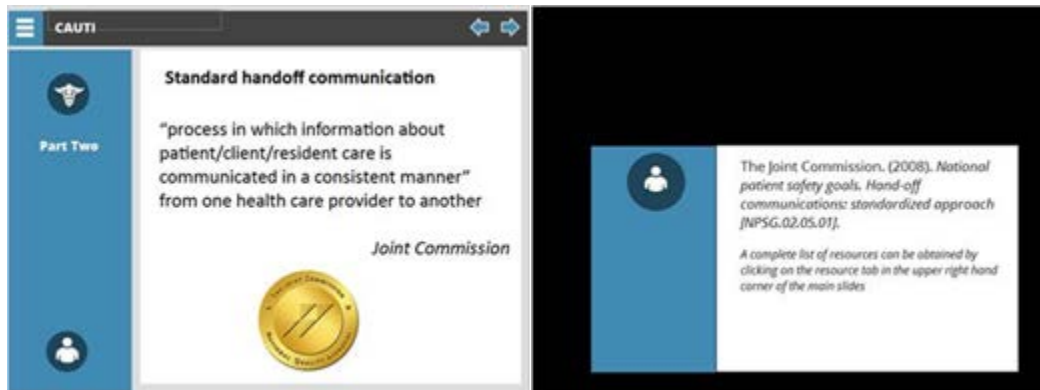 CAUTI
Part Two
Standard handoff communication
“process in which information about
patient/client/resident care is
communicated in a consistent manner”
from one health care provider to another
Joint Commission
The Joint Commission. (2008). National
patient safety goals. Hand-off
communications: standardized approach
[NPSG.02.05.01].
A complete list of resources can be obtained by
clicking on the resource tab in the upper right hand
corner of the main slides